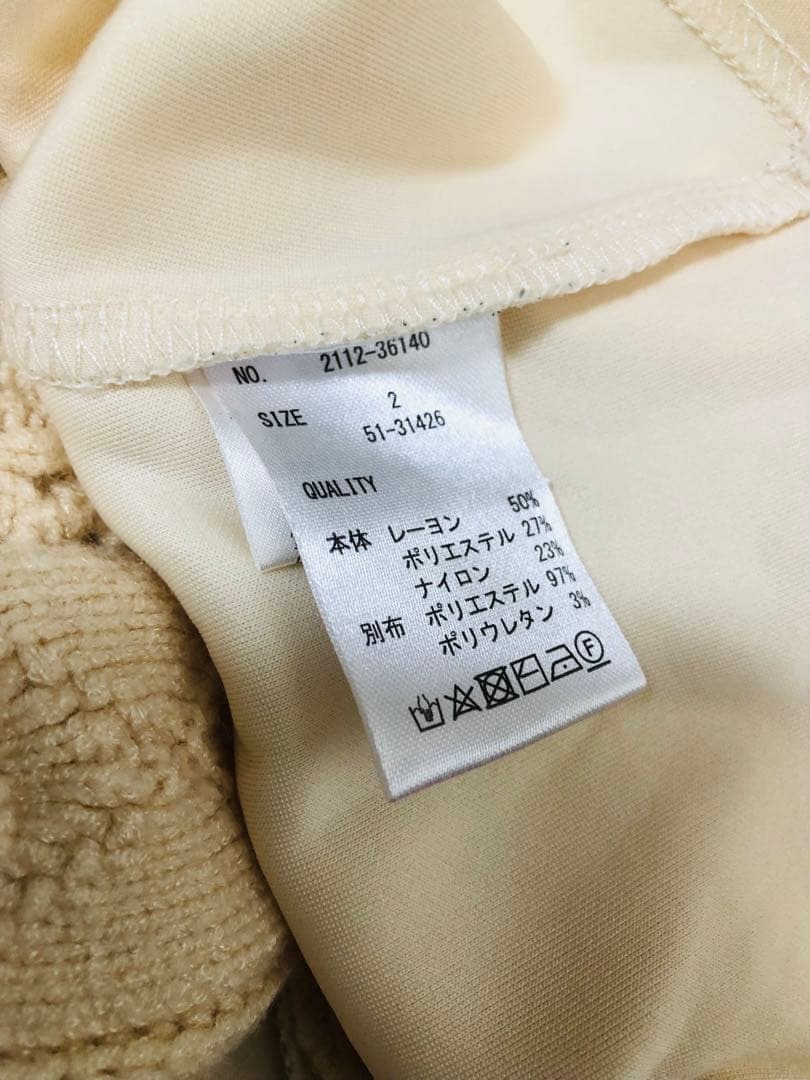 NO. 2112-36140
SIZE 2
51-31426
QUALITY
本体 レーヨン 50%
ポリエステル 27%
ナイロン 23%
別布 ポリエステル 97%
ポリウレタン 3%
F